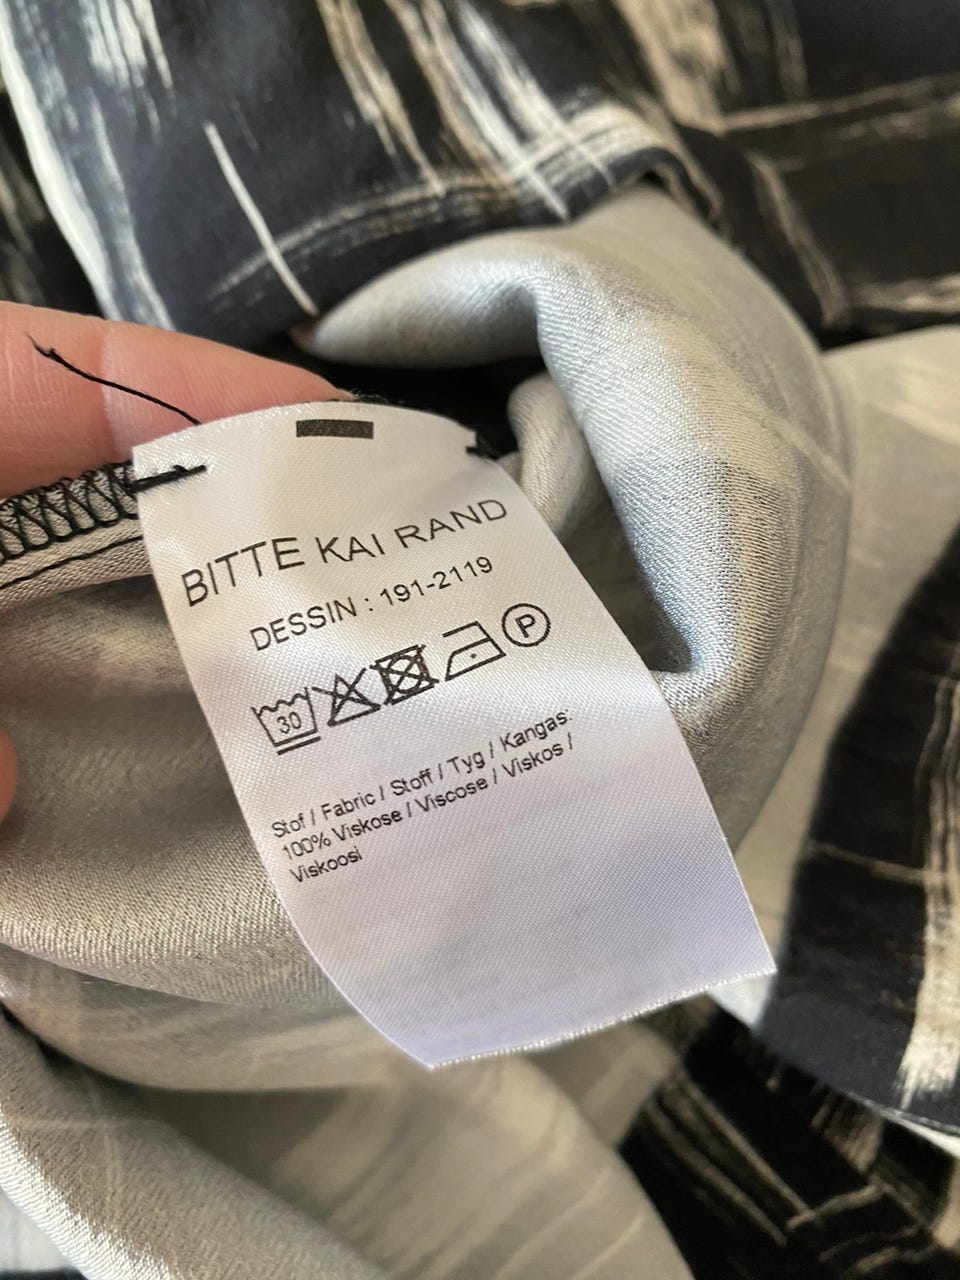 BITTE KAI RAND
DESSIN : 191-2119
30 P
Stof / Fabric / Stoff / Tyg / Kangas:
100% Viskose / Viscose / Viskos /
Viskoosi